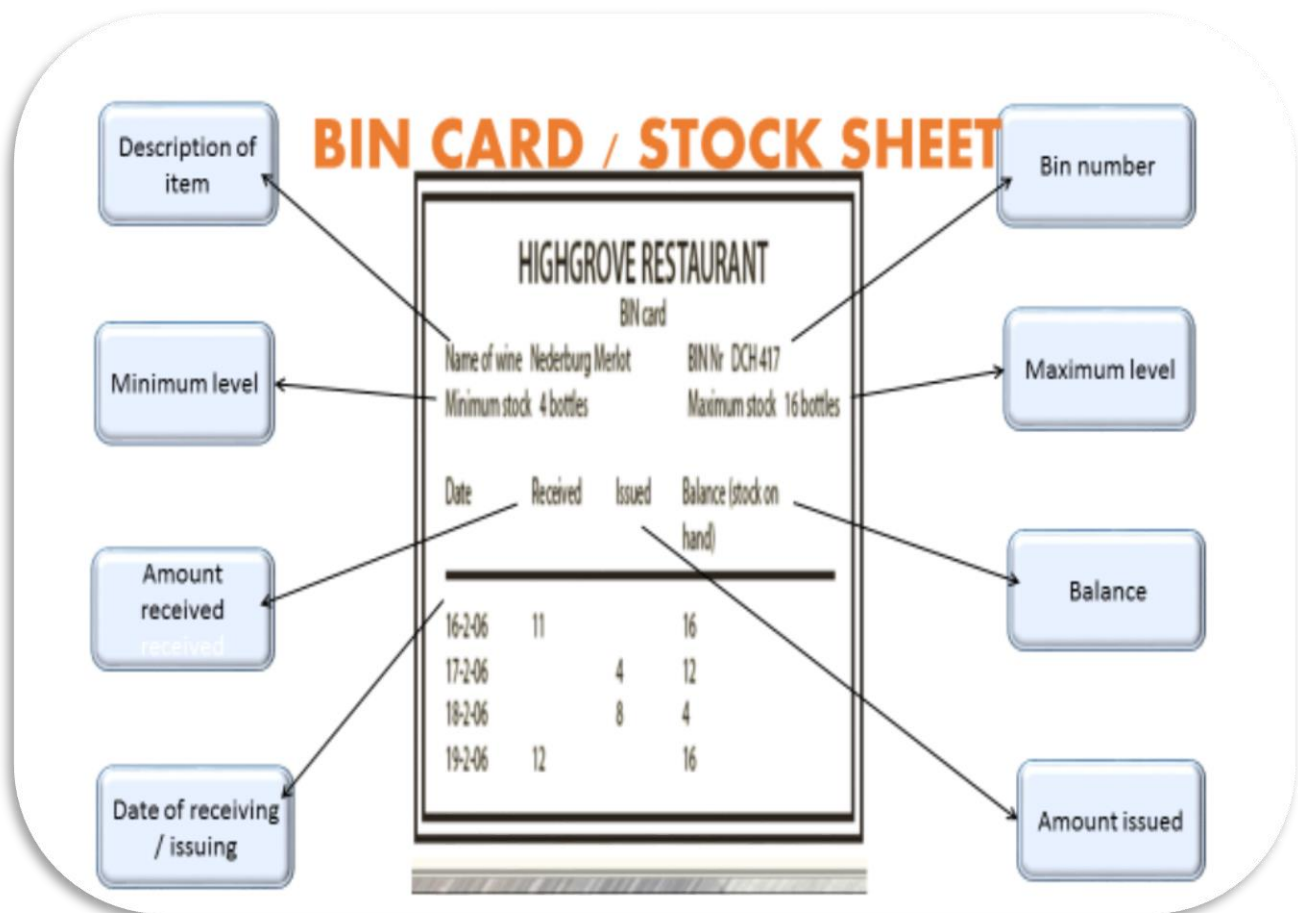 BIN CARD / STOCK SHEET
Description of
item
Bin number
Minimum level
Maximum level
Amount
received
received
Balance
Date of receiving
/ issuing
Amount issued
HIGHGROVE RESTAURANT
BIN card
Name of wine Nederburg Merlot BIN Nr DCH 417
Minimum stock 4 bottles Maximum stock 16 bottles
Date Received Issued Balance (stock on
hand)
16-2-06 11 16
17-2-06 4 12
18-2-06 8 4
19-2-06 12 16